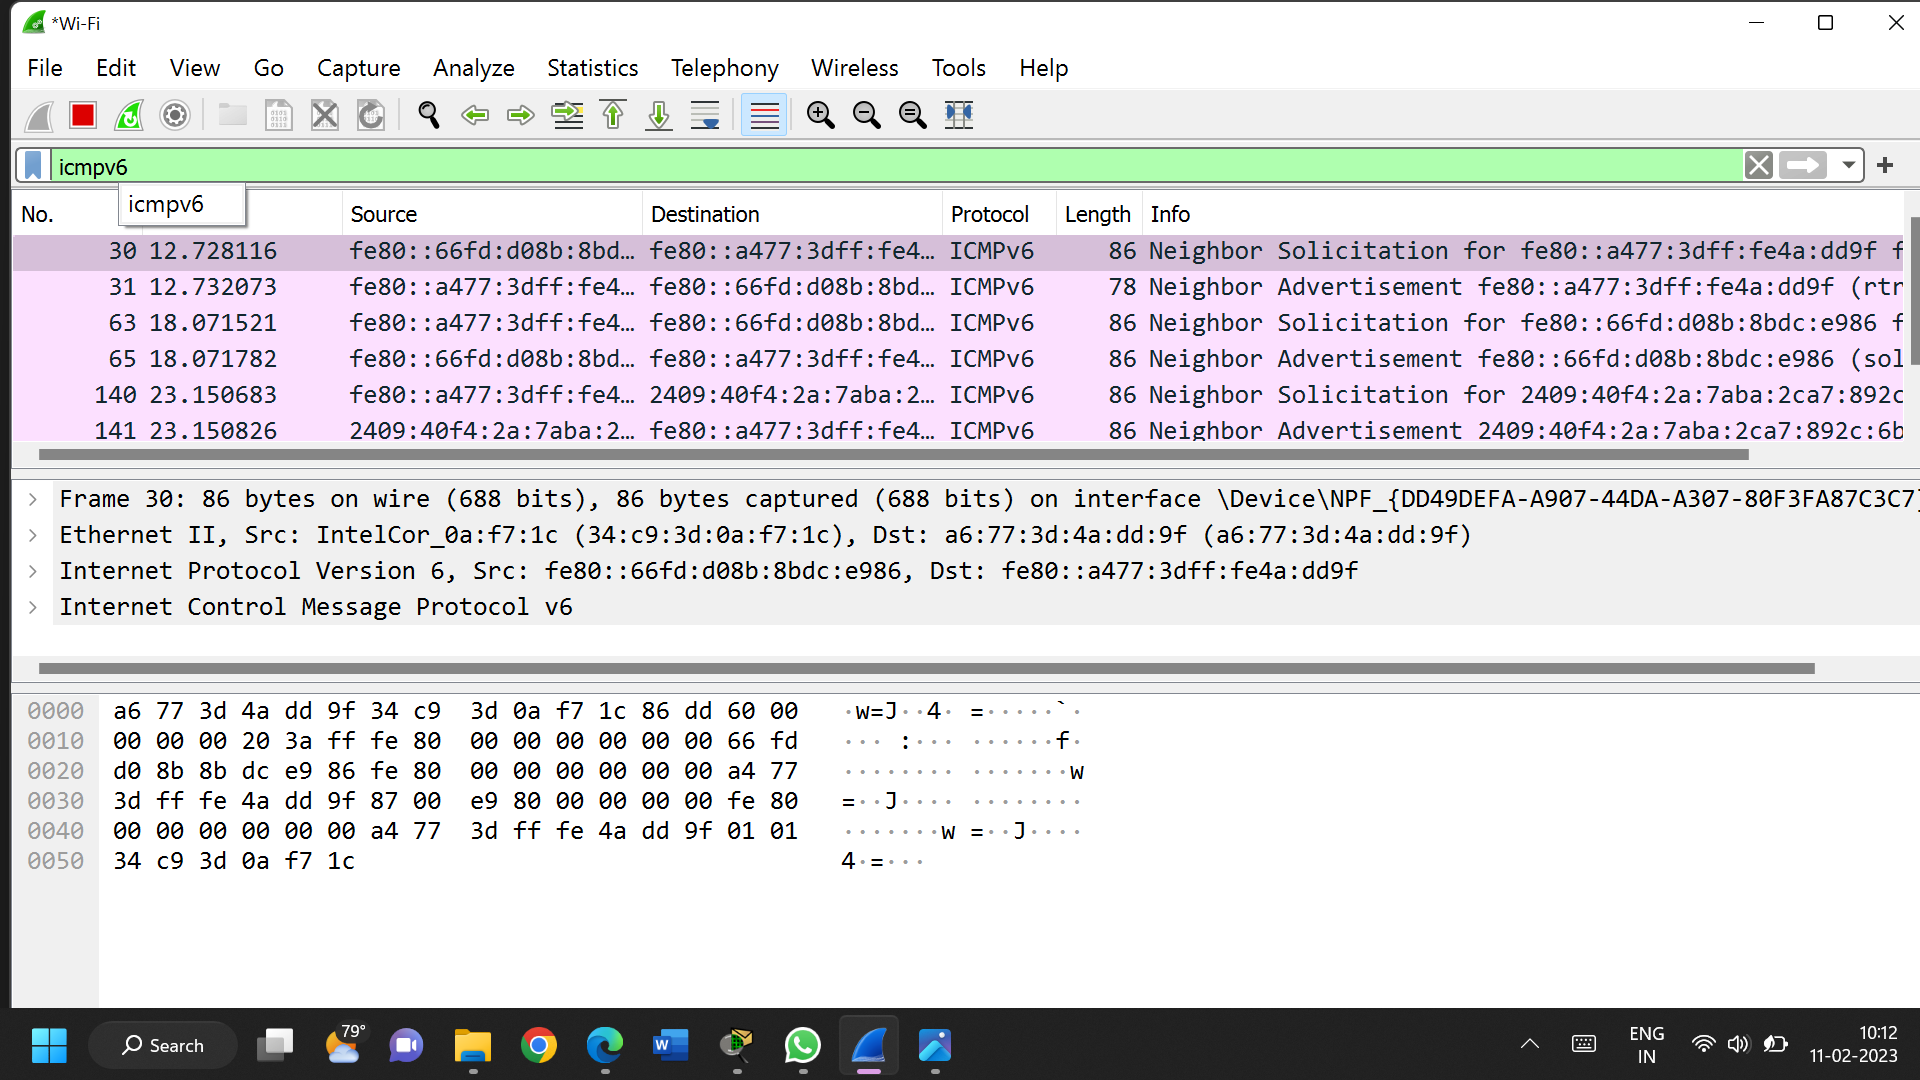 *Wi-Fi
File Edit View Go Capture Analyze Statistics Telephony Wireless Tools Help
icmpv6
icmpv6
No. Source Destination Protocol Length Info
30 12.728116 fe80::66fd:d08b:8bd… fe80::a477:3dff:fe4… ICMPv6 86 Neighbor Solicitation for fe80::a477:3dff:fe4a:dd9f f
31 12.732073 fe80::a477:3dff:fe4… fe80::66fd:d08b:8bd… ICMPv6 78 Neighbor Advertisement fe80::a477:3dff:fe4a:dd9f (rtr
63 18.071521 fe80::a477:3dff:fe4… fe80::66fd:d08b:8bd… ICMPv6 86 Neighbor Solicitation for fe80::66fd:d08b:8bdc:e986 f
65 18.071782 fe80::66fd:d08b:8bd… fe80::a477:3dff:fe4… ICMPv6 86 Neighbor Advertisement fe80::66fd:d08b:8bdc:e986 (sol
140 23.150683 fe80::a477:3dff:fe4… 2409:40f4:2a:7aba:2… ICMPv6 86 Neighbor Solicitation for 2409:40f4:2a:7aba:2ca7:892c
141 23.150826 2409:40f4:2a:7aba:2… fe80::a477:3dff:fe4… ICMPv6 86 Neighbor Advertisement 2409:40f4:2a:7aba:2ca7:892c:6b
Frame 30: 86 bytes on wire (688 bits), 86 bytes captured (688 bits) on interface \Device\NPF_{DD49DEFA-A907-44DA-A307-80F3FA87C3C7}
Ethernet II, Src: IntelCor_0a:f7:1c (34:c9:3d:0a:f7:1c), Dst: a6:77:3d:4a:dd:9f (a6:77:3d:4a:dd:9f)
Internet Protocol Version 6, Src: fe80::66fd:d08b:8bdc:e986, Dst: fe80::a477:3dff:fe4a:dd9f
Internet Control Message Protocol v6
0000 a6 77 3d 4a dd 9f 34 c9 3d 0a f7 1c 86 dd 60 00 ·w=J··4· =·····`·
0010 00 00 00 20 3a ff fe 80 00 00 00 00 00 00 66 fd ··· :··· ······f·
0020 d0 8b 8b dc e9 86 fe 80 00 00 00 00 00 00 a4 77 ········ ·······w
0030 3d ff fe 4a dd 9f 87 00 e9 80 00 00 00 00 fe 80 =··J···· ········
0040 00 00 00 00 00 00 a4 77 3d ff fe 4a dd 9f 01 01 ·······w =··J····
0050 34 c9 3d 0a f7 1c 4·=···
Search
79°
ENG
IN
10:12
11-02-2023